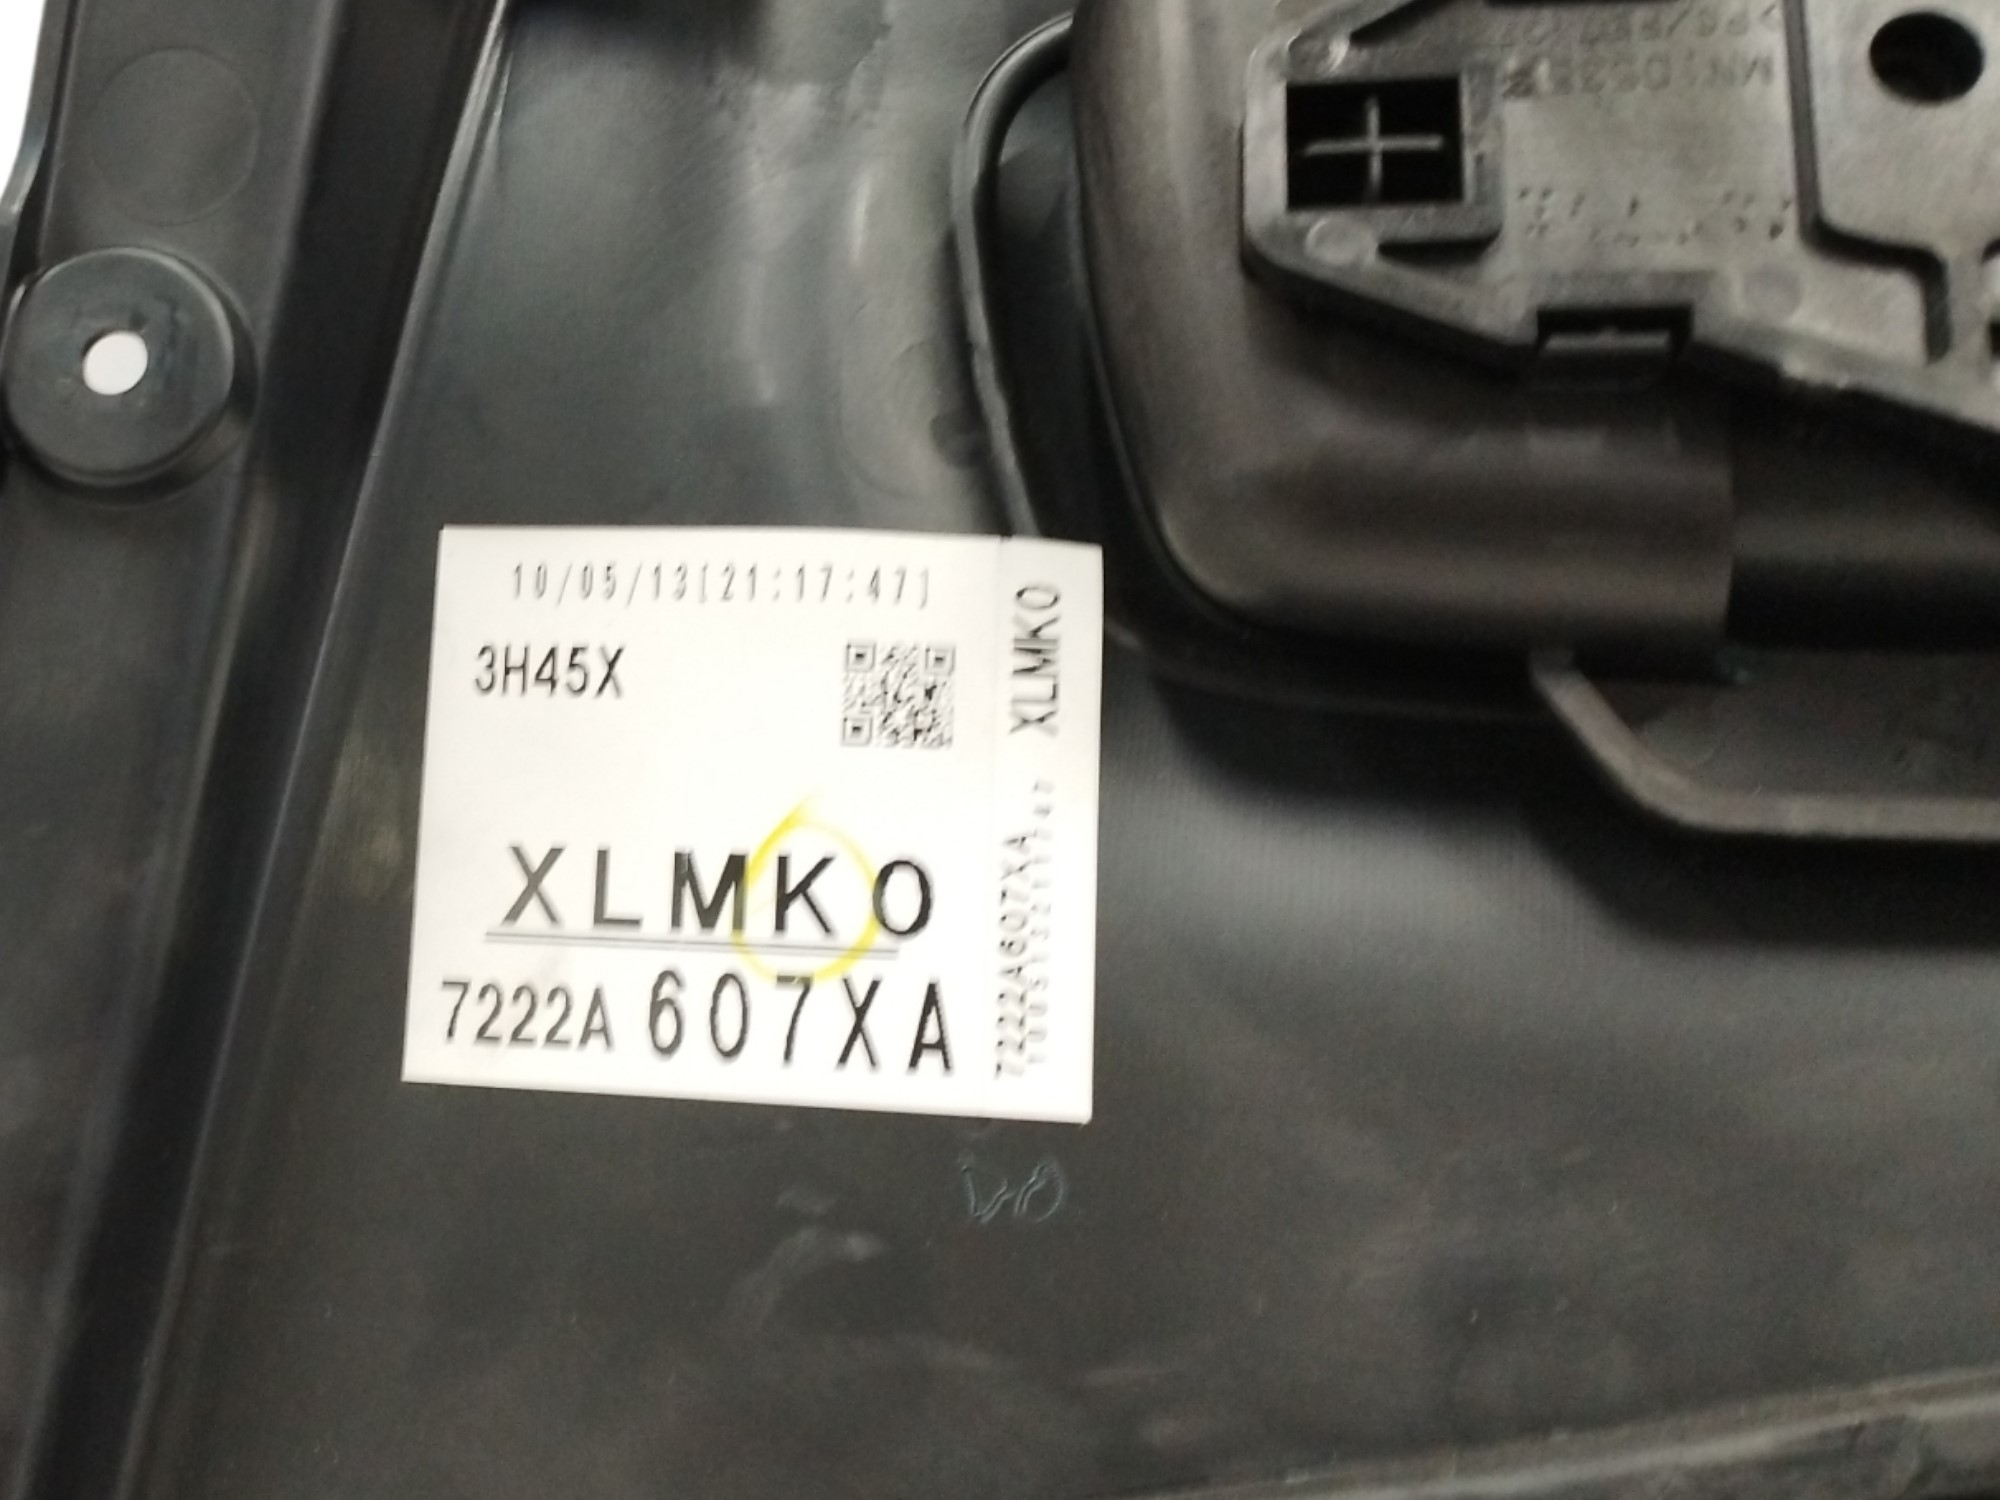 10/05/13[21:17:47]
3H45X
XLMKO
7222A 607XA
XLMKO
7222A607XA